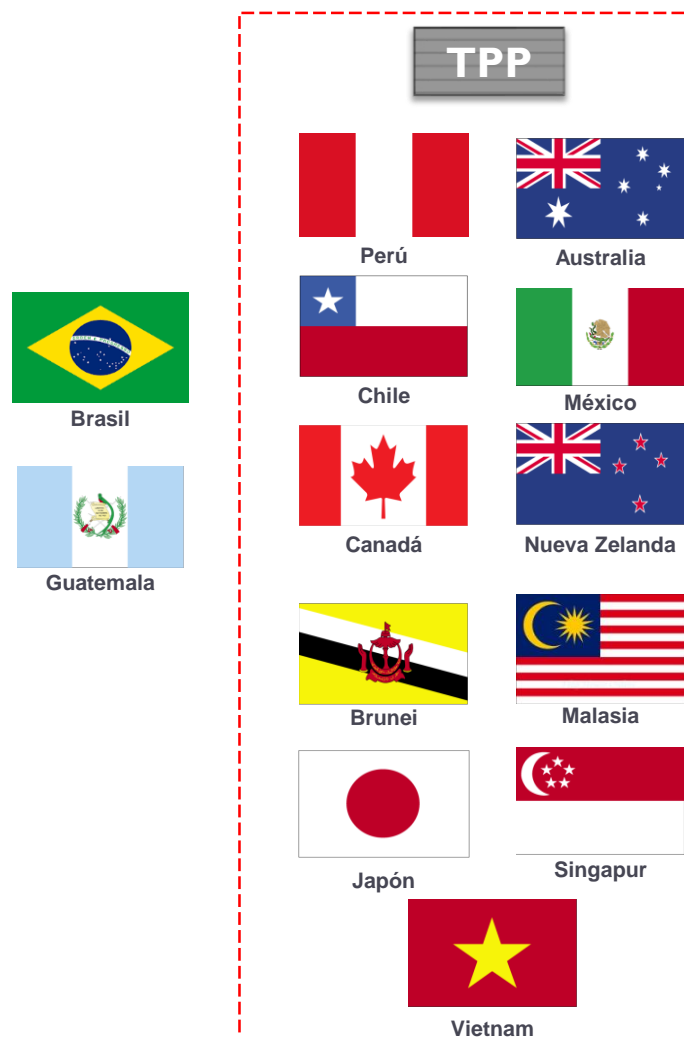 TPP
Perú
Australia
Brasil
Chile
México
Guatemala
Canadá
Nueva Zelanda
Brunei
Malasia
Japón
Singapur
Vietnam